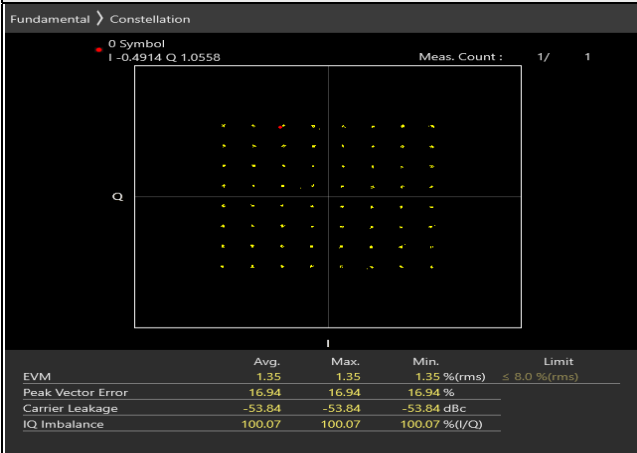 Fundamental ❯ Constellation
0 Symbol
I -0.4914 Q 1.0558
Meas. Count : 1/ 1
Q
I
Avg. Max. Min. Limit
EVM 1.35 1.35 1.35 %(rms) ≤ 8.0 %(rms)
Peak Vector Error 16.94 16.94 16.94 %
Carrier Leakage -53.84 -53.84 -53.84 dBc
IQ Imbalance 100.07 100.07 100.07 %(I/Q)